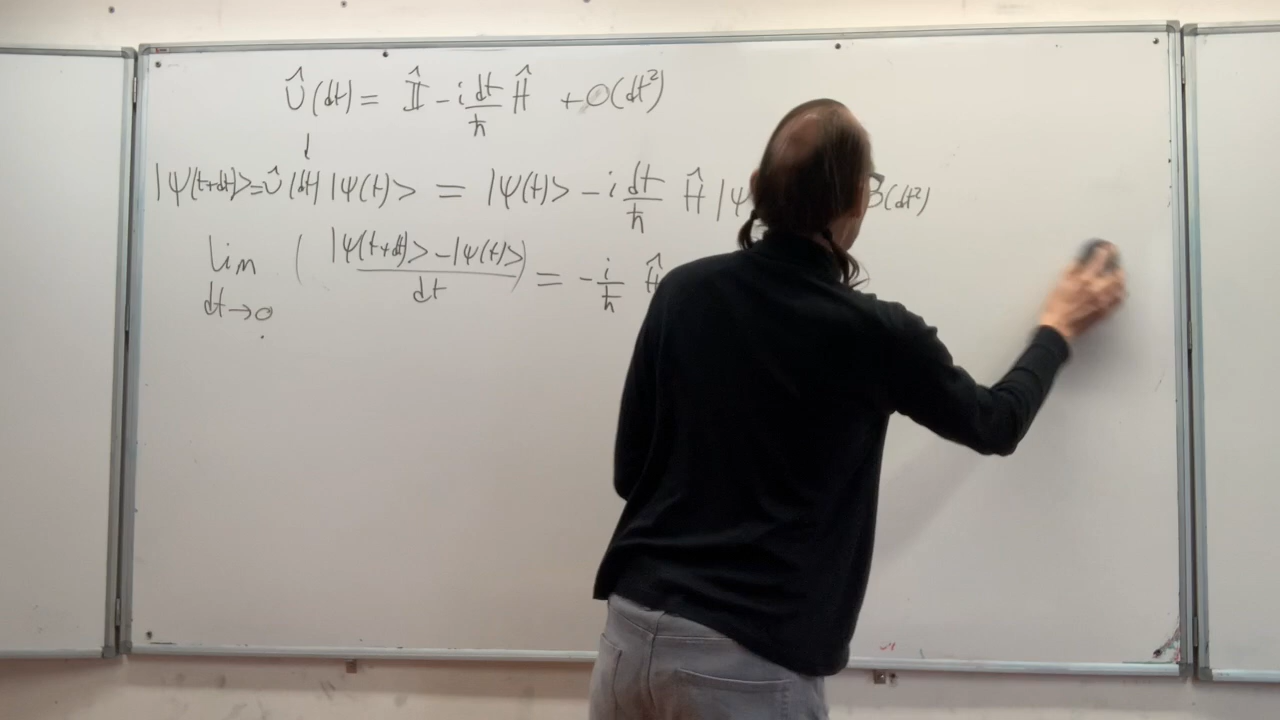 Û(dt) = 𝕀̂ - i dt/ħ Ĥ + O(dt²)
|ψ(t+dt)> = Û(dt) |ψ(t)> = |ψ(t)> - i dt/ħ Ĥ |ψ (dt²)
lim dt→0 ( |ψ(t+dt)> - |ψ(t)> / dt ) = - i/ħ Ĥ